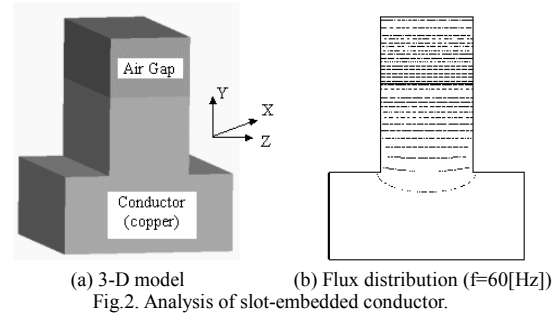 Air Gap
Y
X
Z
Conductor
(copper)
(a) 3-D model
(b) Flux distribution (f=60[Hz])
Fig.2. Analysis of slot-embedded conductor.